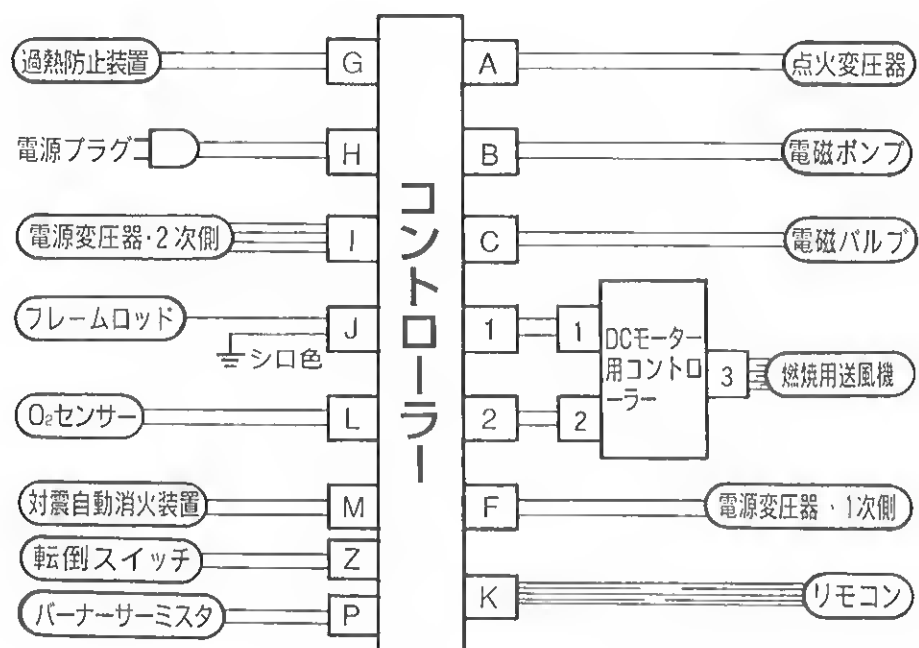 過熱防止装置
G
A
点火変圧器
電源プラグ
H
B
電磁ポンプ
電源変圧器・2次側
I
C
電磁バルブ
フレームロッド
J
シロ色
1
1
DCモーター
用コントロ
ーラー
3
燃焼用送風機
O₂センサー
L
2
2
対震自動消火装置
M
F
電源変圧器・1次側
転倒スイッチ
Z
バーナーサーミスタ
P
K
リモコン
コントローラー